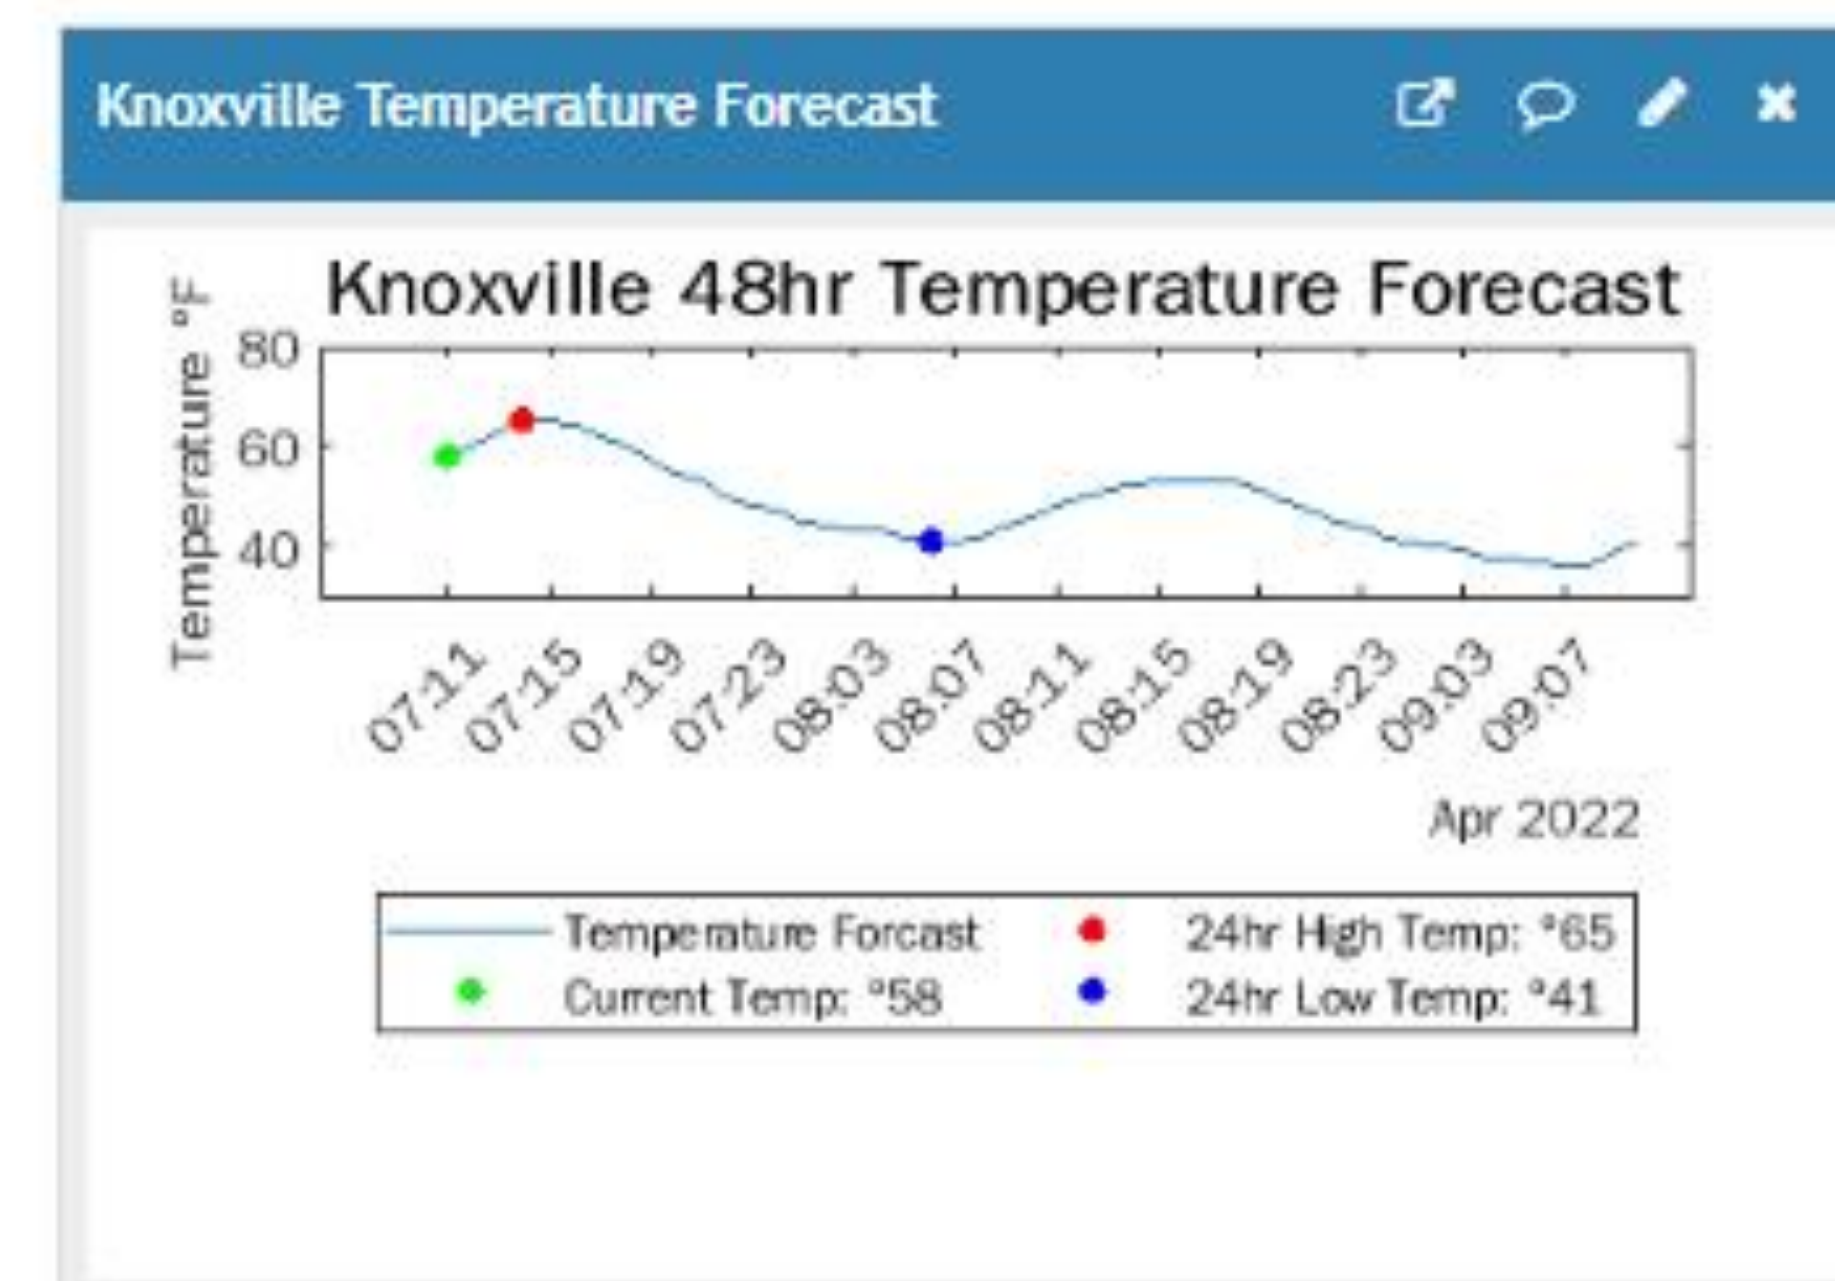 Knoxville Temperature Forecast
Knoxville 48hr Temperature Forecast
Temperature °F
80
60
40
07:11 07:15 07:19 07:23 08:03 08:07 08:11 08:15 08:19 08:23 09:03 09:07
Apr 2022
Temperature Forcast 24hr High Temp: °65
Current Temp: °58 24hr Low Temp: °41